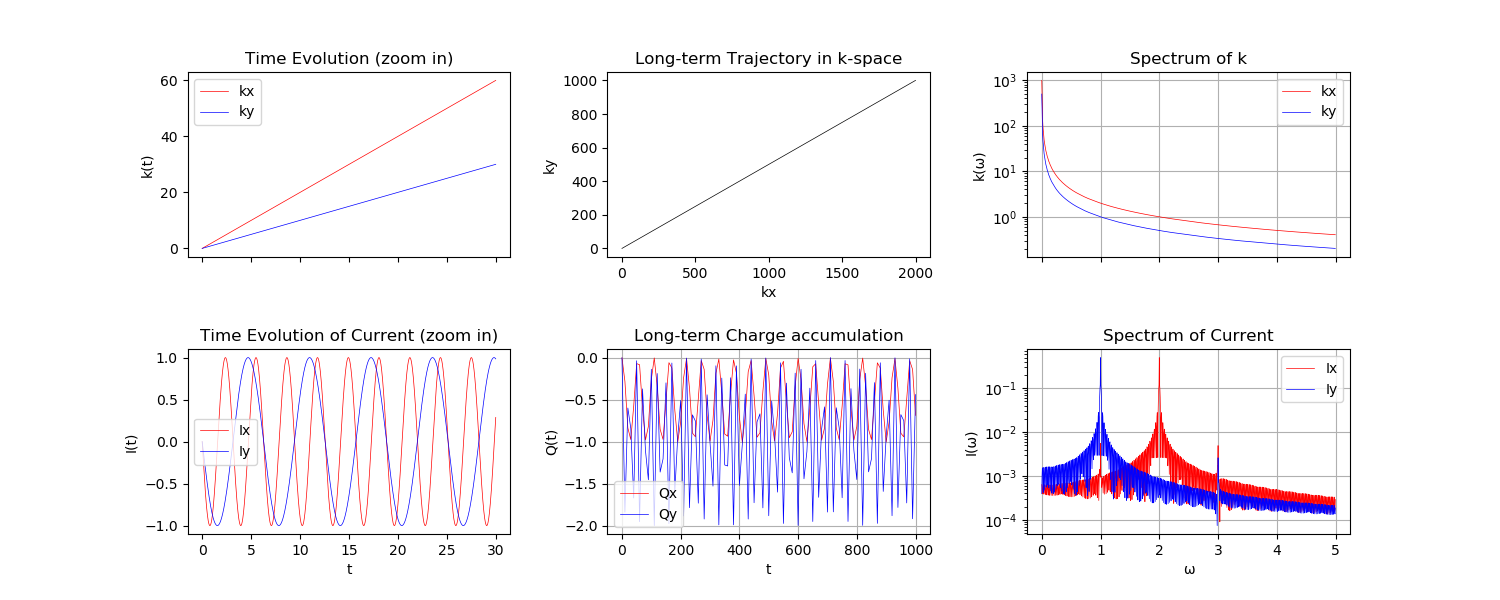 Time Evolution (zoom in)
k(t)
60
40
20
0
kx
ky
Long-term Trajectory in k-space
ky
1000
800
600
400
200
0
0 500 1000 1500 2000
kx
Spectrum of k
k(ω)
10³
10²
10¹
10⁰
kx
ky
Time Evolution of Current (zoom in)
I(t)
1.0
0.5
0.0
−0.5
−1.0
Ix
Iy
0 5 10 15 20 25 30
t
Long-term Charge accumulation
Q(t)
0.0
−0.5
−1.0
−1.5
−2.0
Qx
Qy
0 200 400 600 800 1000
t
Spectrum of Current
I(ω)
10⁻¹
10⁻²
10⁻³
10⁻⁴
Ix
Iy
0 1 2 3 4 5
ω